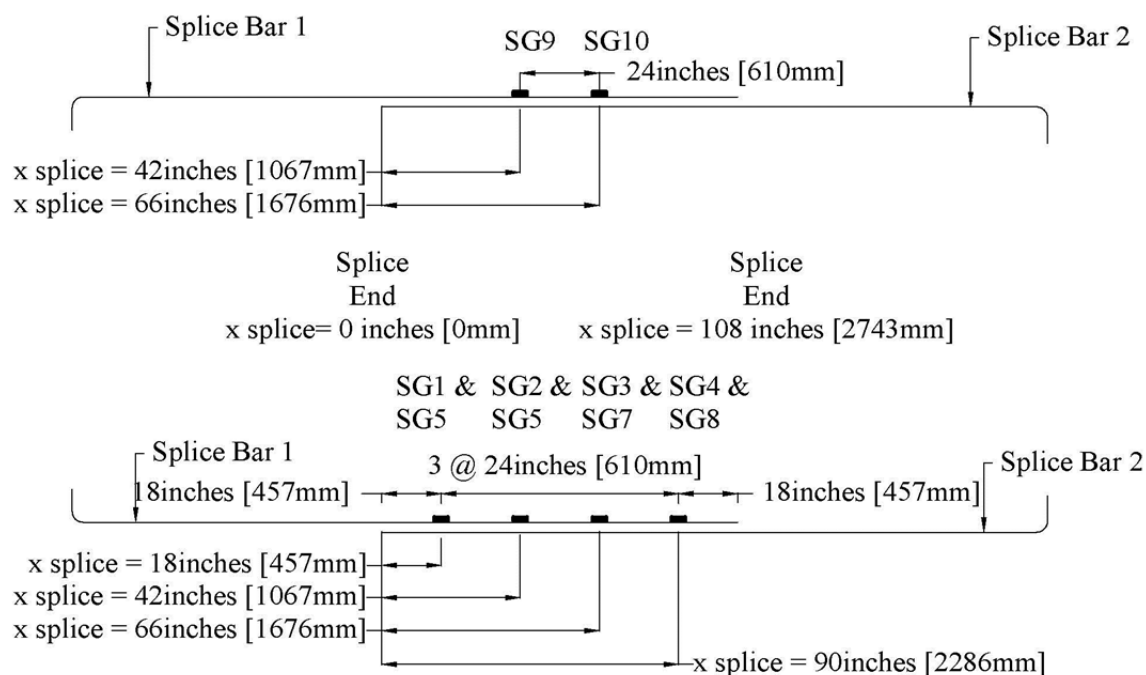 Splice Bar 1
SG9 SG10
Splice Bar 2
24inches [610mm]
x splice = 42inches [1067mm]
x splice = 66inches [1676mm]
Splice
End
x splice= 0 inches [0mm]
Splice
End
x splice = 108 inches [2743mm]
SG1 & SG2 & SG3 & SG4 &
SG5 SG5 SG7 SG8
Splice Bar 1
3 @ 24inches [610mm]
Splice Bar 2
18inches [457mm]
18inches [457mm]
x splice = 18inches [457mm]
x splice = 42inches [1067mm]
x splice = 66inches [1676mm]
x splice = 90inches [2286mm]